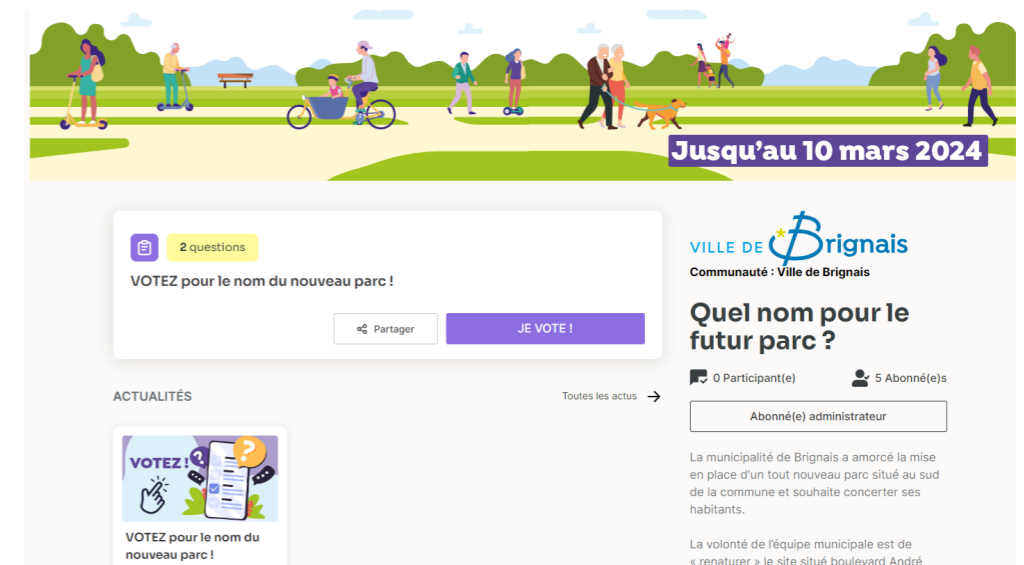 Jusqu'au 10 mars 2024
2 questions
VOTEZ pour le nom du nouveau parc !
Partager
JE VOTE !
ACTUALITÉS
Toutes les actus
VOTEZ !
VOTEZ pour le nom du
nouveau parc !
VILLE DE Brignais
Communauté : Ville de Brignais
Quel nom pour le
futur parc ?
0 Participant(e)
5 Abonné(e)s
Abonné(e) administrateur
La municipalité de Brignais a amorcé la mise
en place d'un tout nouveau parc situé au sud
de la commune et souhaite concerter ses
habitants.
La volonté de l'équipe municipale est de
« renaturer » le site situé boulevard André